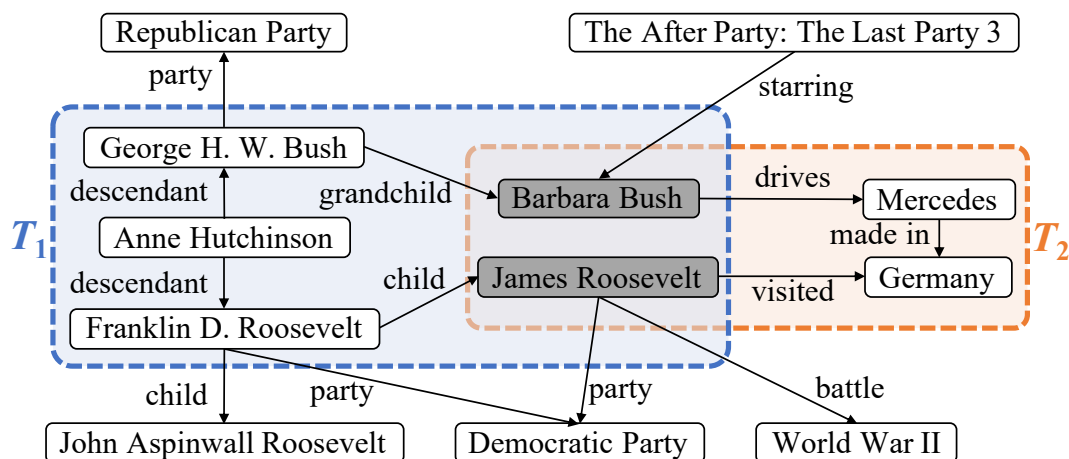 Republican Party
The After Party: The Last Party 3
party
starring
George H. W. Bush
descendant
grandchild
Barbara Bush
drives
Mercedes
T1
Anne Hutchinson
made in
T2
descendant
child
James Roosevelt
visited
Germany
Franklin D. Roosevelt
child
party
party
battle
John Aspinwall Roosevelt
Democratic Party
World War II